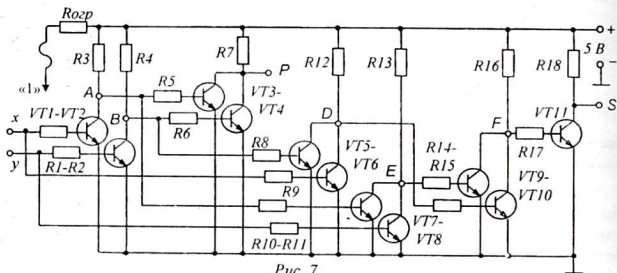 Rогр
+
R3
R4
R7
R12
R13
R16
R18
5 В
–
«1»
A
R5
P
VT3-
VT4
S
VT1-VT2
B
R6
D
F
VT11
x
R8
VT5-
VT6
R14-
R15
R17
y
R1-R2
E
VT9-
VT10
R9
VT7-
VT8
R10-R11
Рис. 7